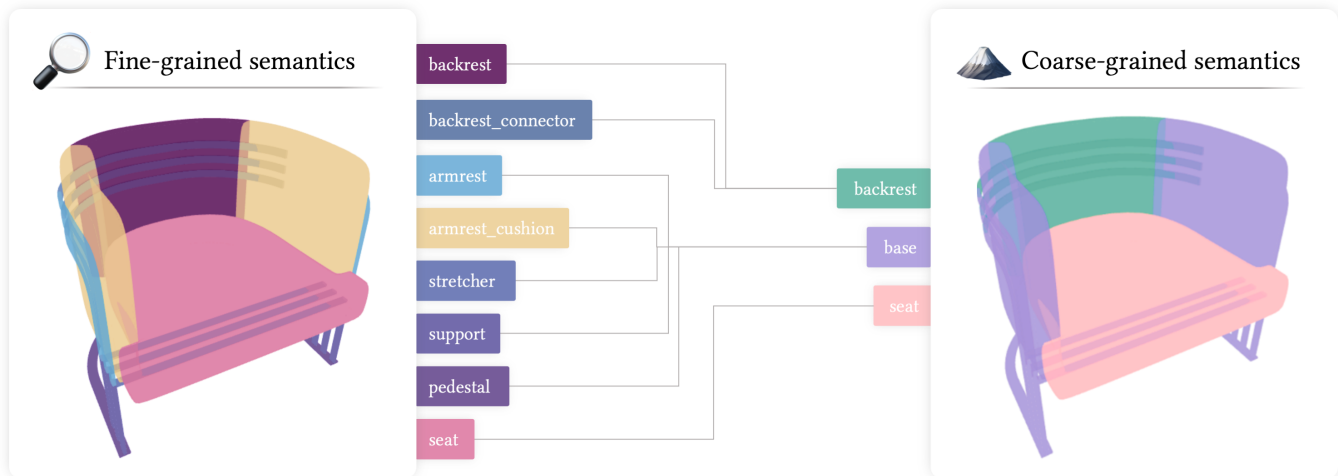 Fine-grained semantics
backrest
backrest_connector
armrest
armrest_cushion
stretcher
support
pedestal
seat
backrest
base
seat
Coarse-grained semantics